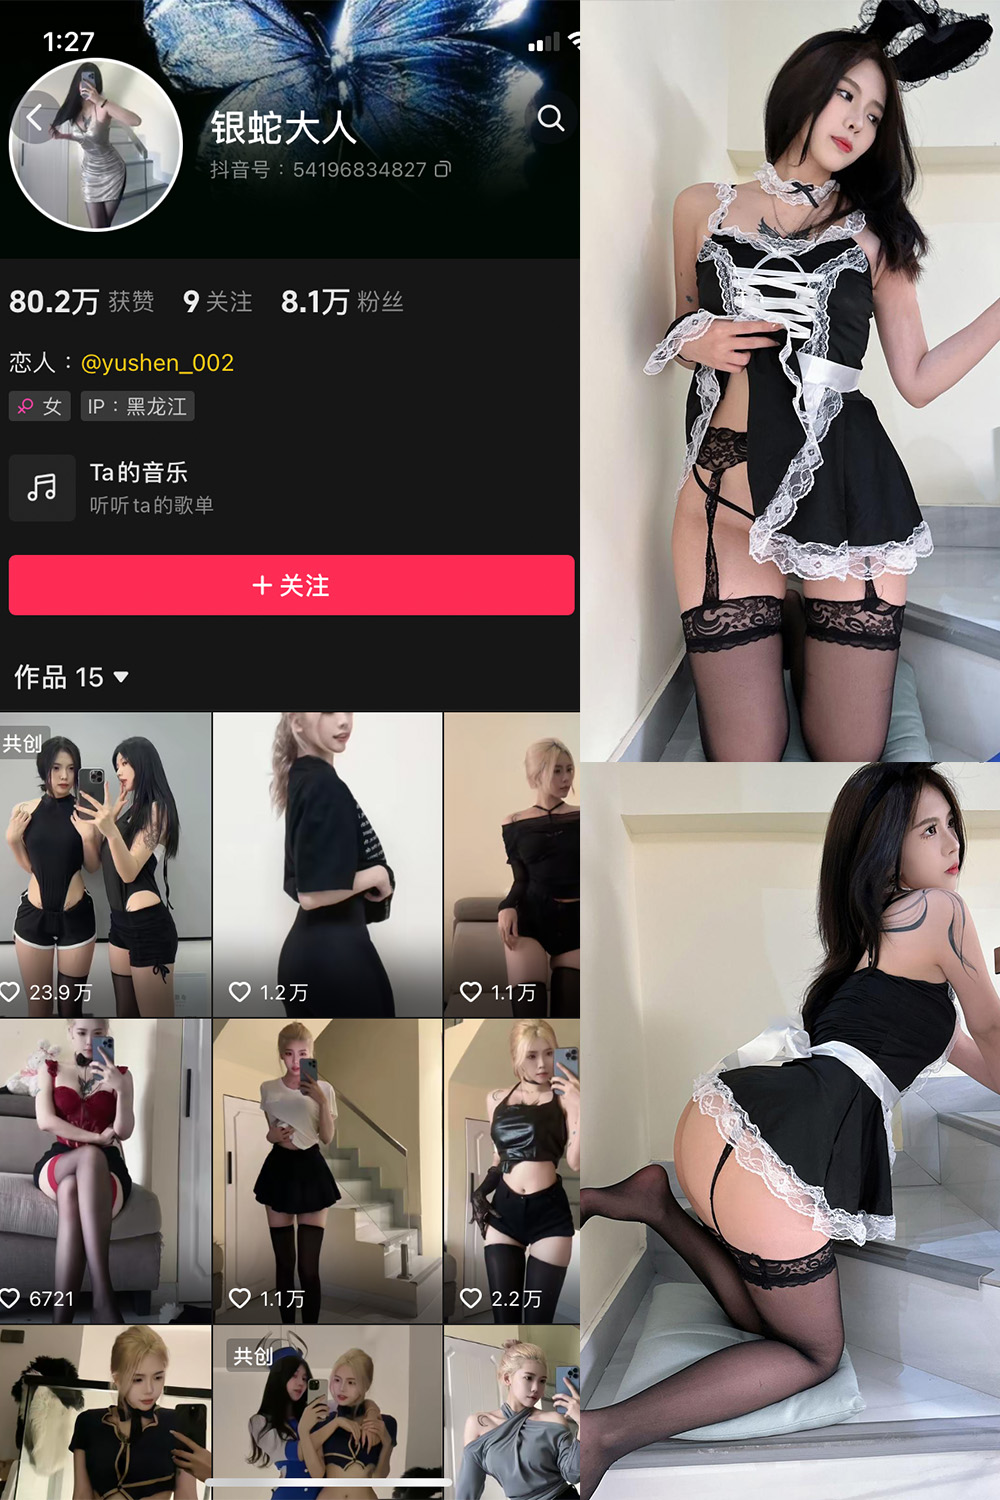 1:27
银蛇大人
抖音号：54196834827
80.2万 获赞 9 关注 8.1万 粉丝
恋人：@yushen_002
女 IP：黑龙江
Ta的音乐
听听ta的歌单
关注
作品 15
共创
23.9万
1.2万
1.1万
6721
1.1万
2.2万
共创